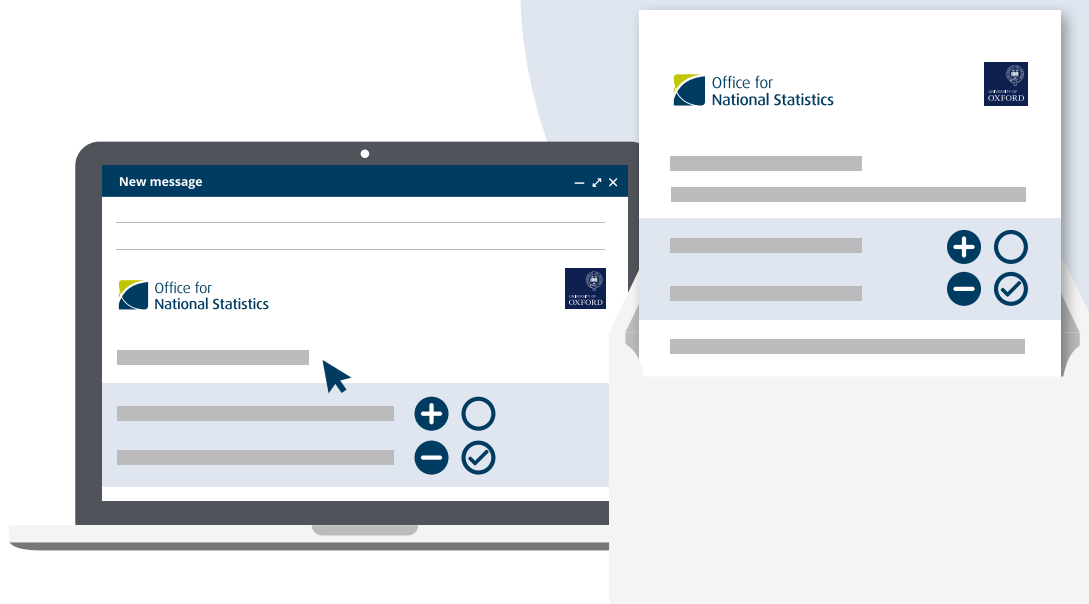 New message
Office for
National Statistics
UNIVERSITY OF
OXFORD
Office for
National Statistics
UNIVERSITY OF
OXFORD